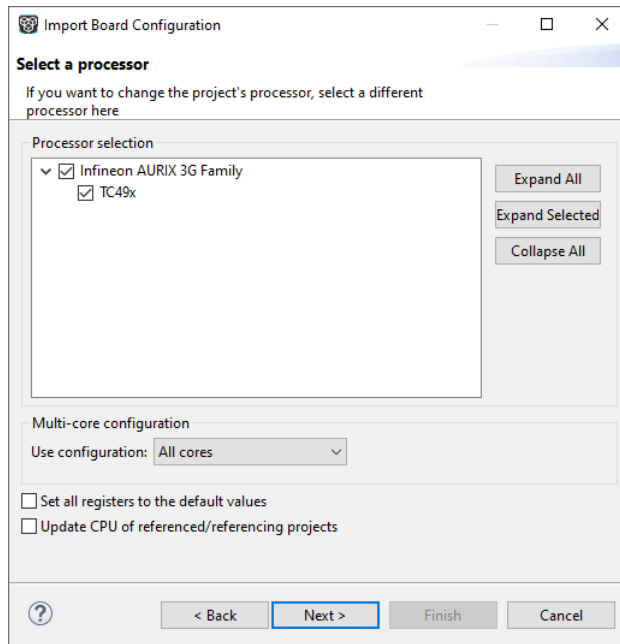 Import Board Configuration
Select a processor
If you want to change the project's processor, select a different
processor here
Processor selection
Infineon AURIX 3G Family
TC49x
Expand All
Expand Selected
Collapse All
Multi-core configuration
Use configuration: All cores
Set all registers to the default values
Update CPU of referenced/referencing projects
? < Back Next > Finish Cancel